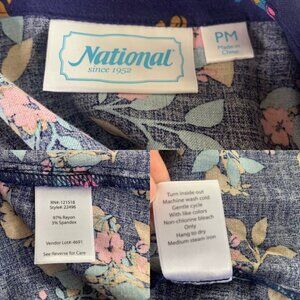 National
since 1952
PM
Made in
China
RN#: 121518
Style#: 22496
97% Rayon
3% Spandex
Vendor Lot#: 4691
See Reverse for Care
Turn inside out
Machine wash cold
Gentle cycle
With like colors
Non-chlorine bleach
Only
Hang to dry
Medium steam iron